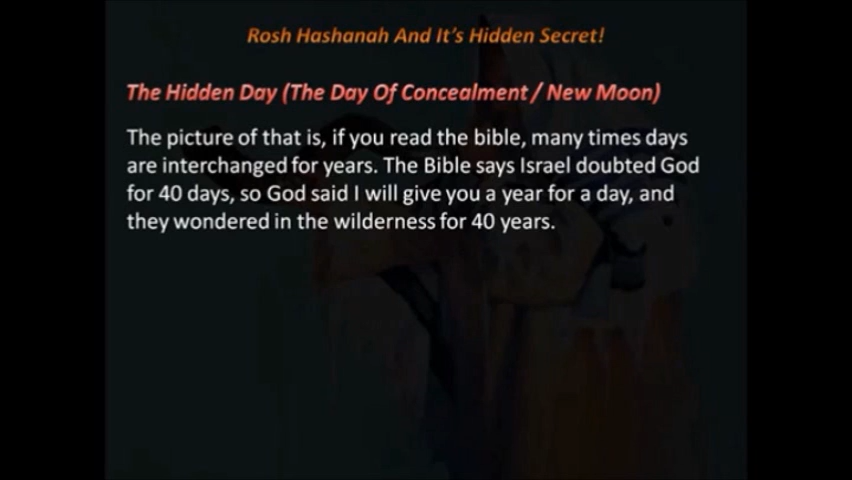 Rosh Hashanah And It's Hidden Secret!
The Hidden Day (The Day Of Concealment / New Moon)
The picture of that is, if you read the bible, many times days
are interchanged for years. The Bible says Israel doubted God
for 40 days, so God said I will give you a year for a day, and
they wondered in the wilderness for 40 years.